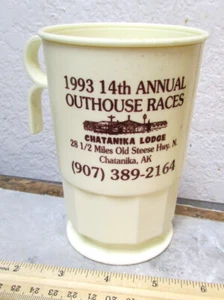 1993 14th ANNUAL
OUTHOUSE RACES
CHATANIKA LODGE
28 1/2 Miles Old Steese Hwy. N.
Chatanika, AK
(907) 389-2164